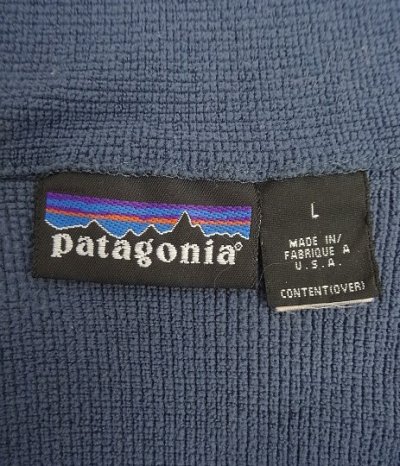 patagonia®
L
MADE IN/
FABRIQUE A
U.S.A.
CONTENT(OVER)